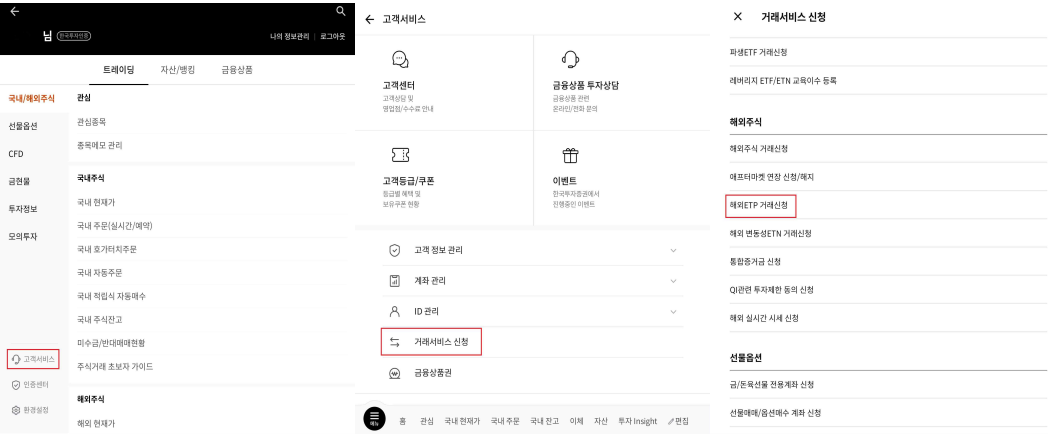 님 한국투자인증
나의 정보관리 | 로그아웃
트레이딩 자산/뱅킹 금융상품
국내/해외주식
선물옵션
CFD
금현물
투자정보
모의투자
고객서비스
인증센터
환경설정
관심
관심종목
종목메모 관리
국내주식
국내 현재가
국내 주문(실시간/예약)
국내 호가터치주문
국내 자동주문
국내 적립식 자동매수
국내 주식잔고
미수금/반대매매현황
주식거래 초보자 가이드
해외주식
해외 현재가
고객서비스
고객센터
고객상담 및
영업점/수수료 안내
금융상품 투자상담
금융상품 관련
온라인/전화 문의
고객등급/쿠폰
등급별 혜택 및
보유쿠폰 현황
이벤트
한국투자증권에서
진행중인 이벤트
고객 정보 관리
계좌 관리
ID 관리
거래서비스 신청
금융상품권
메뉴 홈 관심 국내 현재가 국내 주문 국내 잔고 이체 자산 투자 Insight 편집
거래서비스 신청
파생ETF 거래신청
레버리지 ETF/ETN 교육이수 등록
해외주식
해외주식 거래신청
애프터마켓 연장 신청/해지
해외ETP 거래신청
해외 변동성ETN 거래신청
통합증거금 신청
QI관련 투자제한 동의 신청
해외 실시간 시세 신청
선물옵션
금/돈육선물 전용계좌 신청
선물매매/옵션매수 계좌 신청